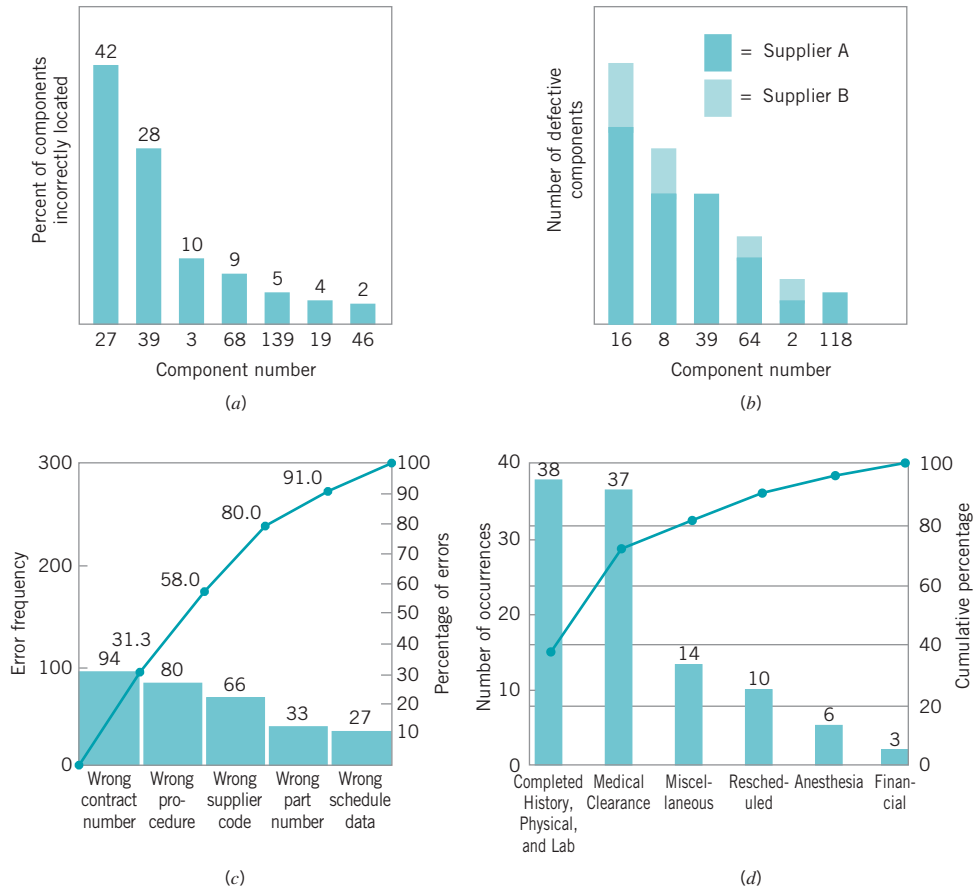 Percent of components
incorrectly located
42
28
10
9
5
4
2
27 39 3 68 139 19 46
Component number
(a)
Number of defective
components
= Supplier A
= Supplier B
16 8 39 64 2 118
Component number
(b)
Error frequency
300
200
100
0
94
80
66
33
27
31.3
58.0
80.0
91.0
100
90
80
70
60
50
40
30
20
10
Percentage of errors
Wrong
contract
number
Wrong
pro-
cedure
Wrong
supplier
code
Wrong
part
number
Wrong
schedule
data
(c)
Number of occurrences
40
30
20
10
0
38
37
14
10
6
3
100
80
60
40
20
0
Cumulative percentage
Completed
History,
Physical,
and Lab
Medical
Clearance
Miscel-
laneous
Resched-
uled
Anesthesia
Finan-
cial
(d)